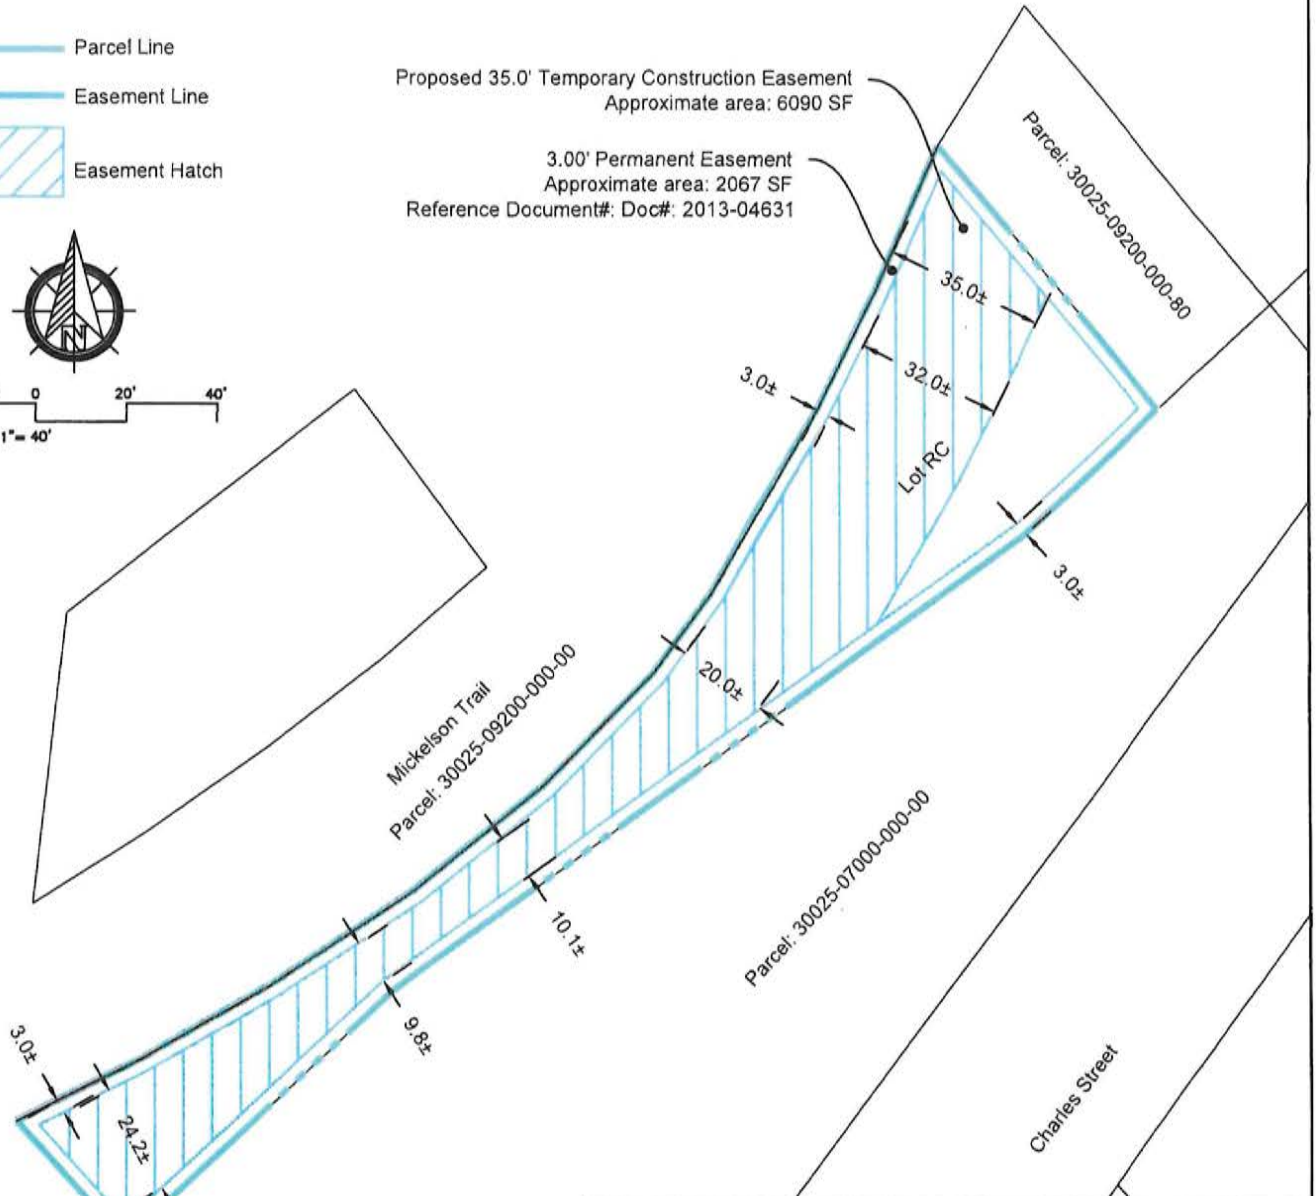 Parcel Line
Easement Line
Easement Hatch
Proposed 35.0' Temporary Construction Easement
Approximate area: 6090 SF
3.00' Permanent Easement
Approximate area: 2067 SF
Reference Document#: Doc#: 2013-04631
Parcel: 30025-09200-000-80
N
0 20' 40'
1"= 40'
35.0±
32.0±
3.0±
Lot RC
3.0±
20.0±
Mickelson Trail
Parcel: 30025-09200-000-00
10.1±
Parcel: 30025-07000-000-00
9.8±
3.0±
24.2±
Charles Street